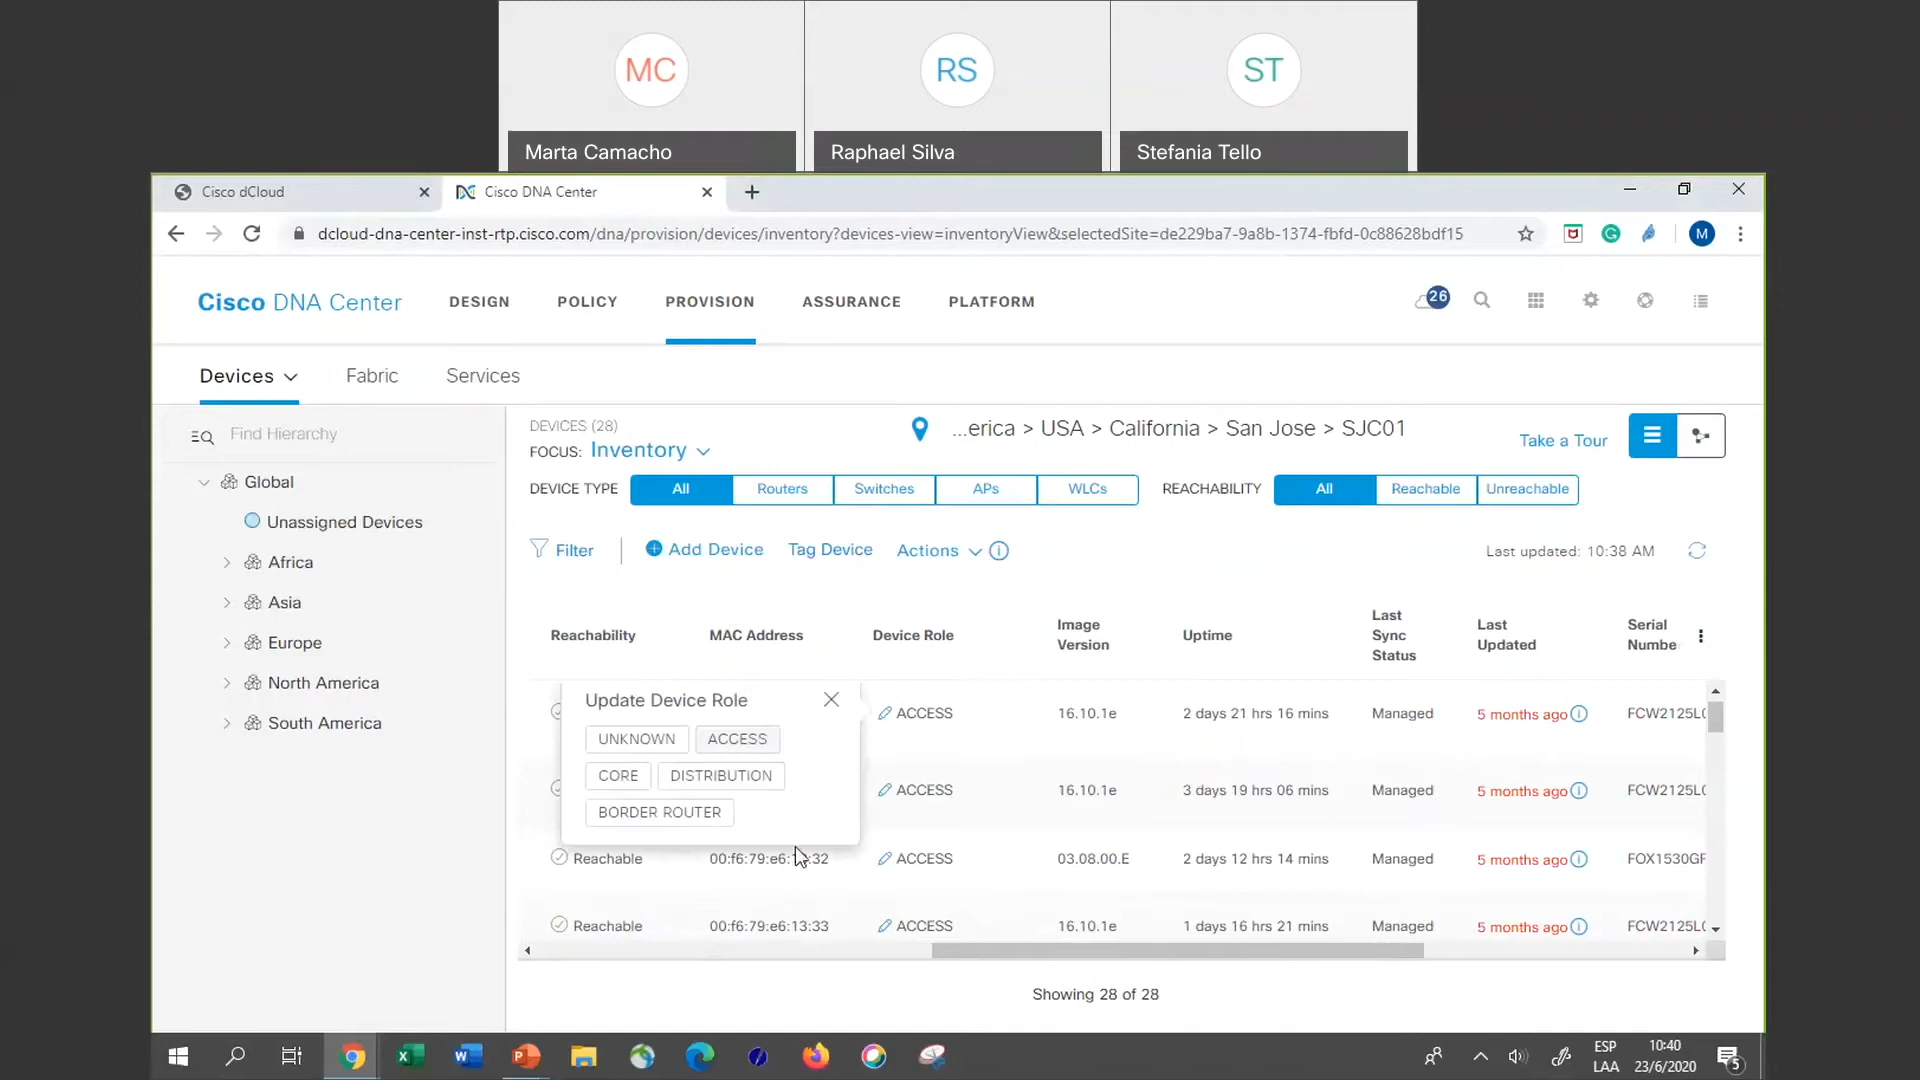 MC
RS
ST
Marta Camacho
Raphael Silva
Stefania Tello
Cisco dCloud
Cisco DNA Center
dcloud-dna-center-inst-rtp.cisco.com/dna/provision/devices/inventory?devices-view=inventoryView&selectedSite=de229ba7-9a8b-1374-fbfd-0c88628bdf15
M
Cisco DNA Center
DESIGN
POLICY
PROVISION
ASSURANCE
PLATFORM
26
Devices
Fabric
Services
Find Hierarchy
Global
Unassigned Devices
Africa
Asia
Europe
North America
South America
DEVICES (28)
FOCUS: Inventory
...erica > USA > California > San Jose > SJC01
Take a Tour
DEVICE TYPE All Routers Switches APs WLCs
REACHABILITY All Reachable Unreachable
Filter
Add Device
Tag Device
Actions
Last updated: 10:38 AM
Reachability
MAC Address
Device Role
Image Version
Uptime
Last Sync Status
Last Updated
Serial Numbe
Update Device Role
UNKNOWN
ACCESS
CORE
DISTRIBUTION
BORDER ROUTER
ACCESS 16.10.1e 2 days 21 hrs 16 mins Managed 5 months ago FCW2125L
ACCESS 16.10.1e 3 days 19 hrs 06 mins Managed 5 months ago FCW2125L
Reachable ACCESS 03.08.00.E 2 days 12 hrs 14 mins Managed 5 months ago FOX1530GF
Reachable 00:f6:79:e6:13:33 ACCESS 16.10.1e 1 days 16 hrs 21 mins Managed 5 months ago FCW2125L
Showing 28 of 28
ESP
LAA
10:40
23/6/2020
5